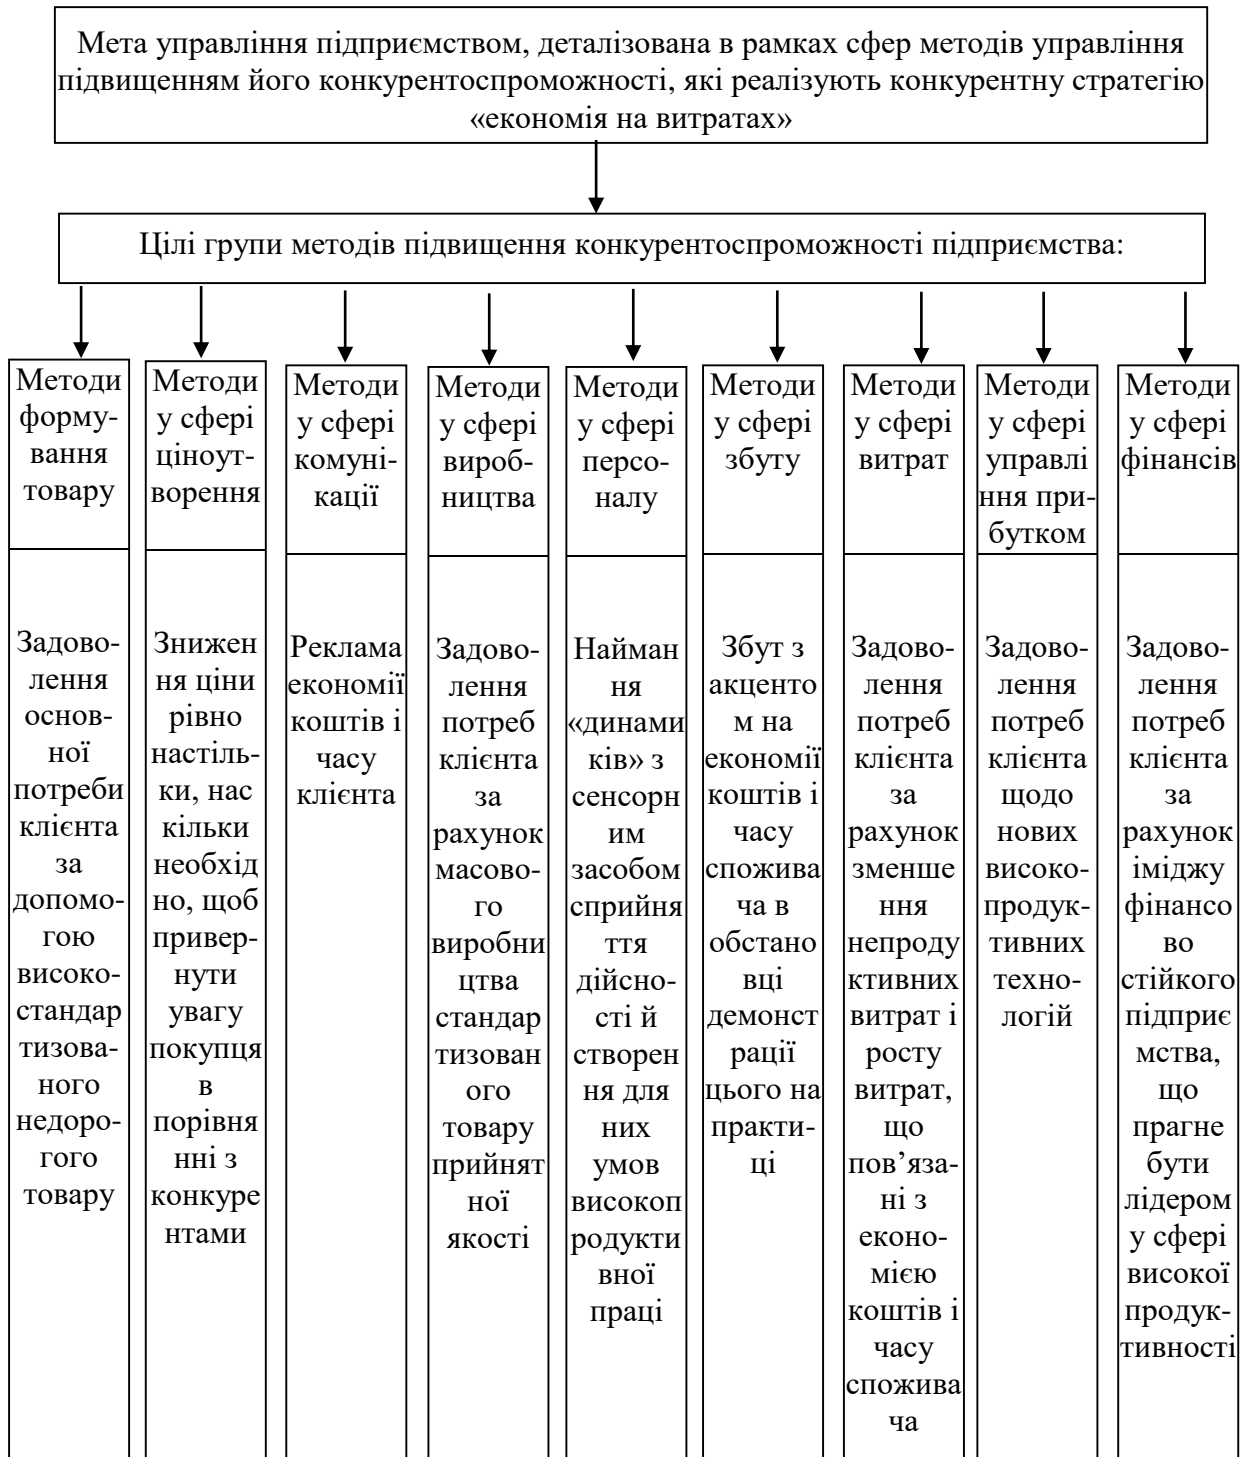 Мета управління підприємством, деталізована в рамках сфер методів управління
підвищенням його конкурентоспроможності, які реалізують конкурентну стратегію
«економія на витратах»
Цілі групи методів підвищення конкурентоспроможності підприємства:
Методи
форму-
вання
товару
Задово-
лення
основ-
ної
потреби
клієнта
за
допомо-
гою
високо-
стандар
тизова-
ного
недоро-
гого
товару
Методи
у сфері
ціноут-
ворення
Знижен
ня ціни
рівно
настіль-
ки, нас
кільки
необхід
но, щоб
привер-
нути
увагу
покупця
в
порівня
нні з
конкуре
нтами
Методи
у сфері
комуні-
кації
Реклама
економії
коштів і
часу
клієнта
Методи
у сфері
вироб-
ництва
Задово-
лення
потреб
клієнта
за
рахунок
масово-
го
виробни
цтва
стандар
тизован
ого
товару
прийнят
ної
якості
Методи
у сфері
персо-
налу
Найман
ня
«динами
ків» з
сенсорн
им
засобом
сприйня
ття
дійсно-
сті й
створен
ня для
них
умов
високоп
родукти
вної
праці
Методи
у сфері
збуту
Збут з
акценто
м на
економії
коштів і
часу
спожива
ча в
обстано
вці
демонст
рації
цього на
практи-
ці
Методи
у сфері
витрат
Задово-
лення
потреб
клієнта
за
рахунок
зменше
ння
непроду
ктивних
витрат і
росту
витрат,
що
пов’яза-
ні з
еконо-
мією
коштів і
часу
спожива
ча
Методи
у сфері
управлі
ння при-
бутком
Задово-
лення
потреб
клієнта
щодо
нових
високо-
продук-
тивних
техно-
логій
Методи
у сфері
фінансів
Задово-
лення
потреб
клієнта
за
рахунок
іміджу
фінансо
во
стійкого
підприє
мства,
що
прагне
бути
лідером
у сфері
високої
продук-
тивності